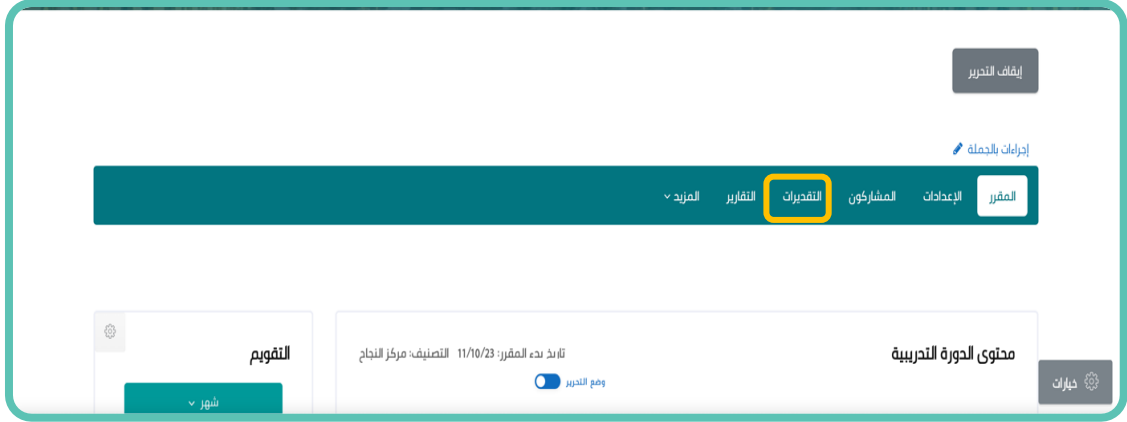 إيقاف التحرير
إجراءات بالجملة
المقرر الإعدادات المشاركون التقديرات التقارير المزيد
محتوى الدورة التدريبية
تاريخ بدء المقرر: 11/10/23 التصنيف: مركز النجاح
وضع التحرير
التقويم
شهر
خيارات